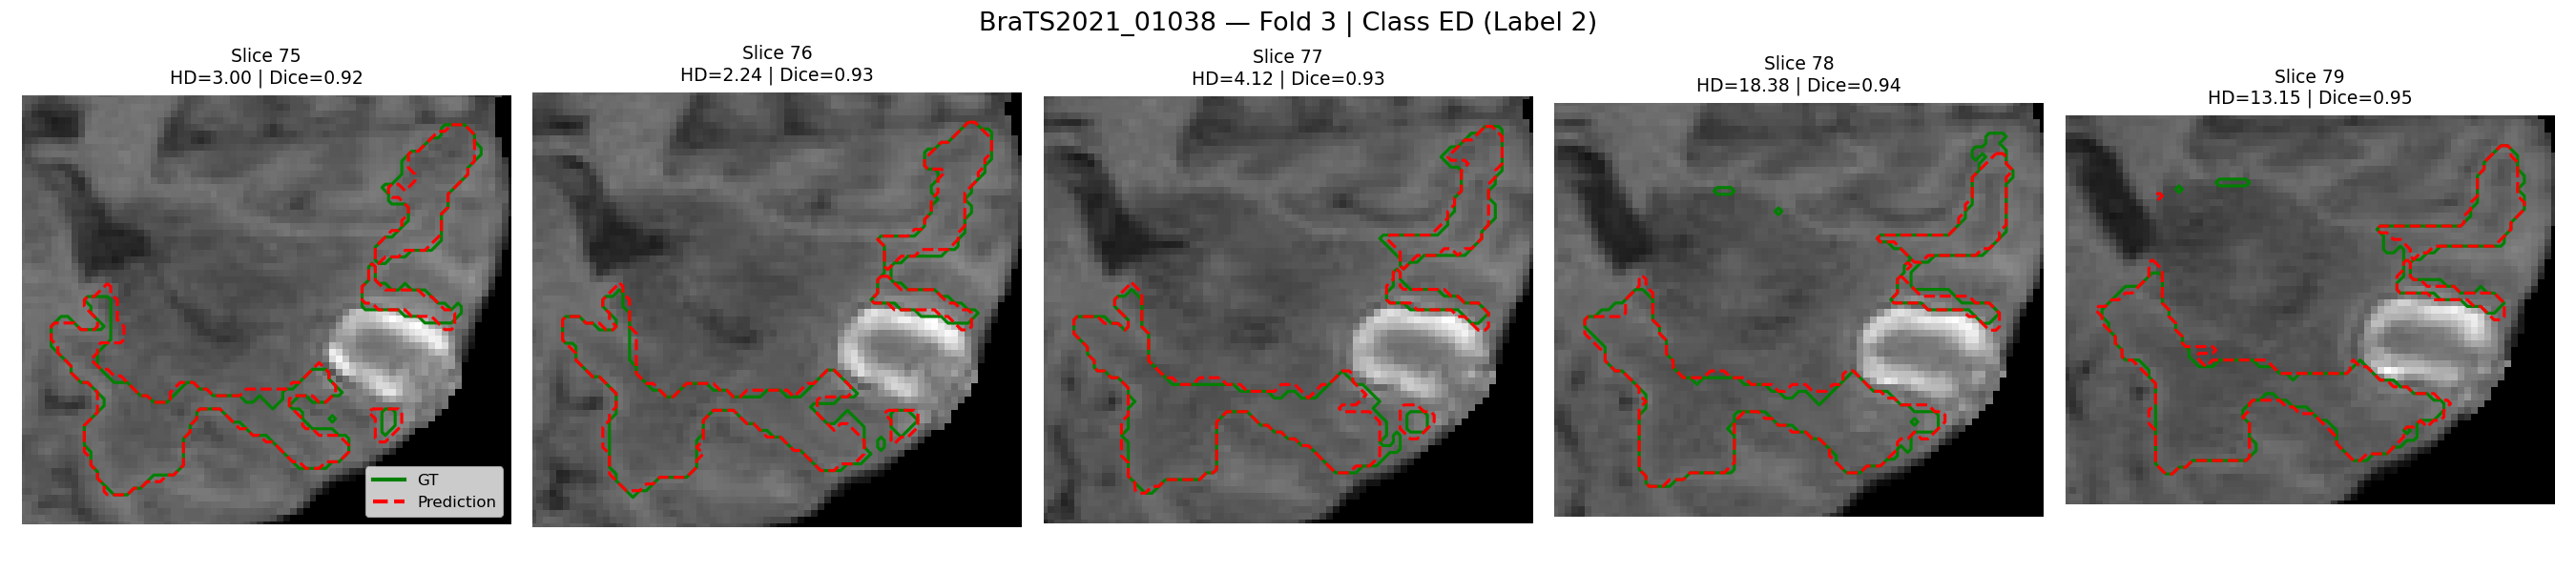 BraTS2021_01038 — Fold 3 | Class ED (Label 2)
Slice 75
HD=3.00 | Dice=0.92
Slice 76
HD=2.24 | Dice=0.93
Slice 77
HD=4.12 | Dice=0.93
Slice 78
HD=18.38 | Dice=0.94
Slice 79
HD=13.15 | Dice=0.95
GT
Prediction